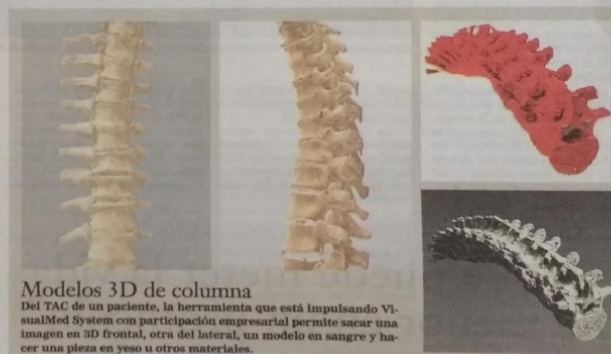 Modelos 3D de columna
Del TAC de un paciente, la herramienta que está impulsando Vi-
sualMed System con participación empresarial permite sacar una
imagen en 3D frontal, otra del lateral, un modelo en sangre y ha-
cer una pieza en yeso u otros materiales.